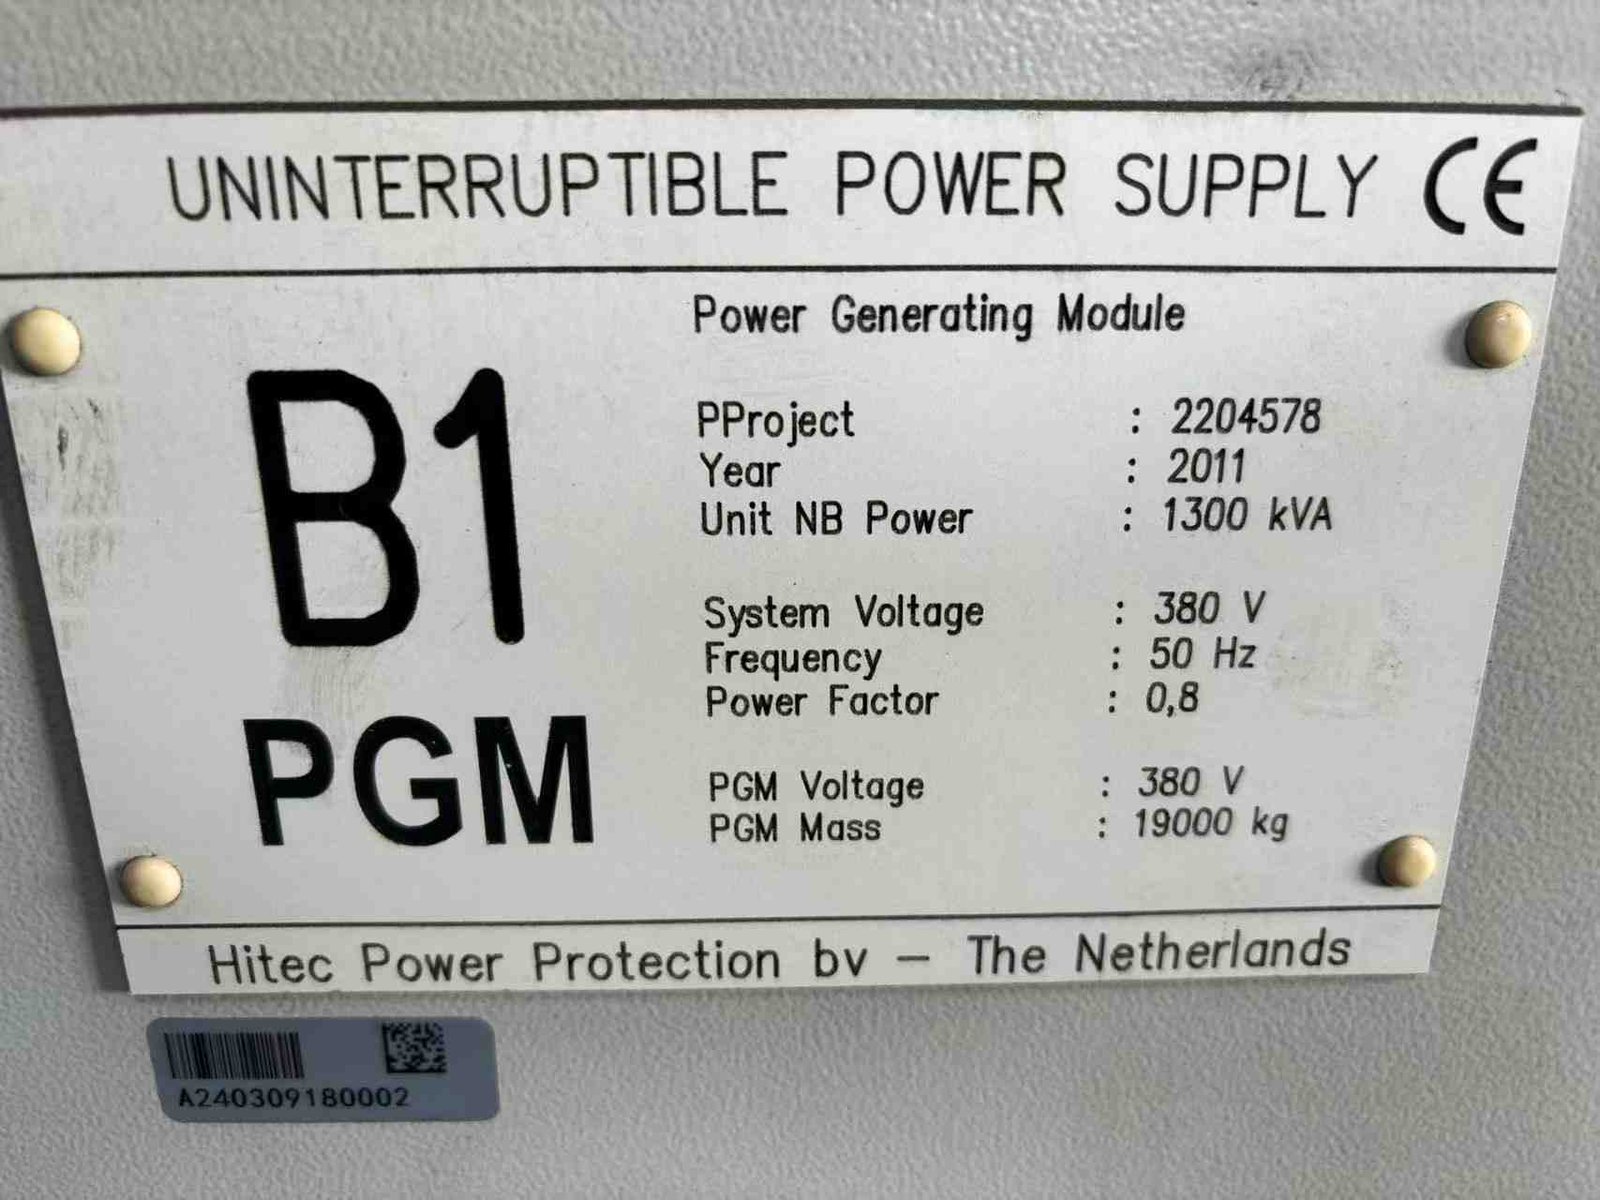 UNINTERRUPTIBLE POWER SUPPLY CE
B1
PGM
Power Generating Module
PProject : 2204578
Year : 2011
Unit NB Power : 1300 kVA
System Voltage : 380 V
Frequency : 50 Hz
Power Factor : 0,8
PGM Voltage : 380 V
PGM Mass : 19000 kg
Hitec Power Protection bv – The Netherlands
A240309180002